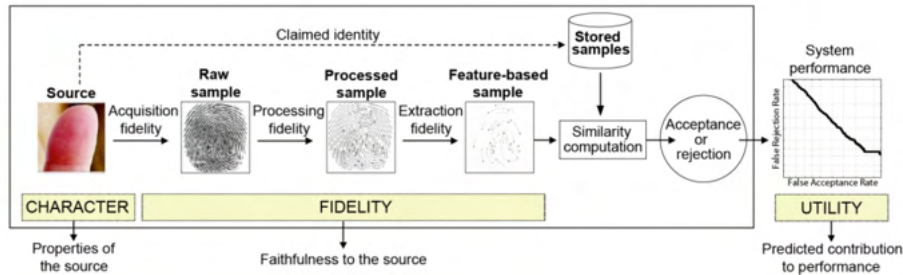 Claimed identity
Stored
samples
System
performance
Source
Raw
sample
Processed
sample
Feature-based
sample
Acquisition
fidelity
Processing
fidelity
Extraction
fidelity
Similarity
computation
Acceptance
or
rejection
False Rejection Rate
False Acceptance Rate
CHARACTER
FIDELITY
UTILITY
Properties of
the source
Faithfulness to the source
Predicted contribution
to performance